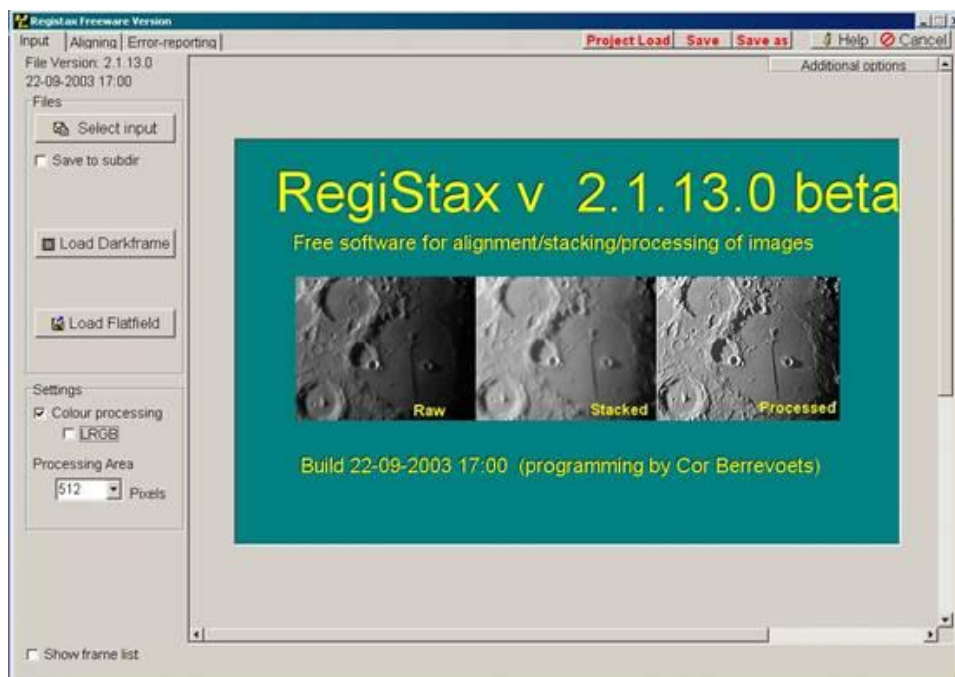 Registax Freeware Version
Input Aligning Error-reporting Project Load Save Save as Help Cancel
File Version: 2.1.13.0
22-09-2003 17:00
Additional options
Files
Select input
Save to subdir
Load Darkframe
Load Flatfield
Settings
Colour processing
LRGB
Processing Area
512 Pixels
RegiStax v 2.1.13.0 beta
Free software for alignment/stacking/processing of images
Raw Stacked Processed
Build 22-09-2003 17:00 (programming by Cor Berrevoets)
Show frame list